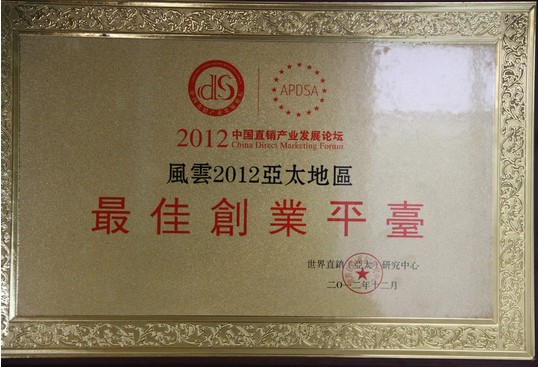 dS
APDSA
2012 中国直销产业发展论坛
China Direct Marketing Forum
風雲2012亞太地區
最佳創業平臺
世界直銷(亞太)研究中心
二〇一二年十二月